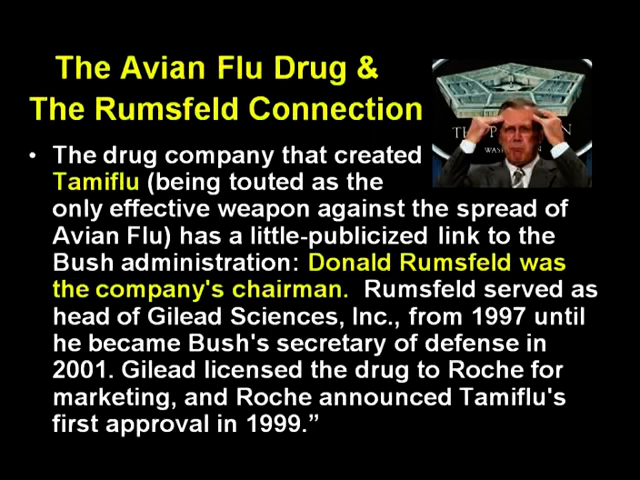 The Avian Flu Drug &
The Rumsfeld Connection
• The drug company that created
Tamiflu (being touted as the
only effective weapon against the spread of
Avian Flu) has a little-publicized link to the
Bush administration: Donald Rumsfeld was
the company's chairman. Rumsfeld served as
head of Gilead Sciences, Inc., from 1997 until
he became Bush's secretary of defense in
2001. Gilead licensed the drug to Roche for
marketing, and Roche announced Tamiflu's
first approval in 1999.”